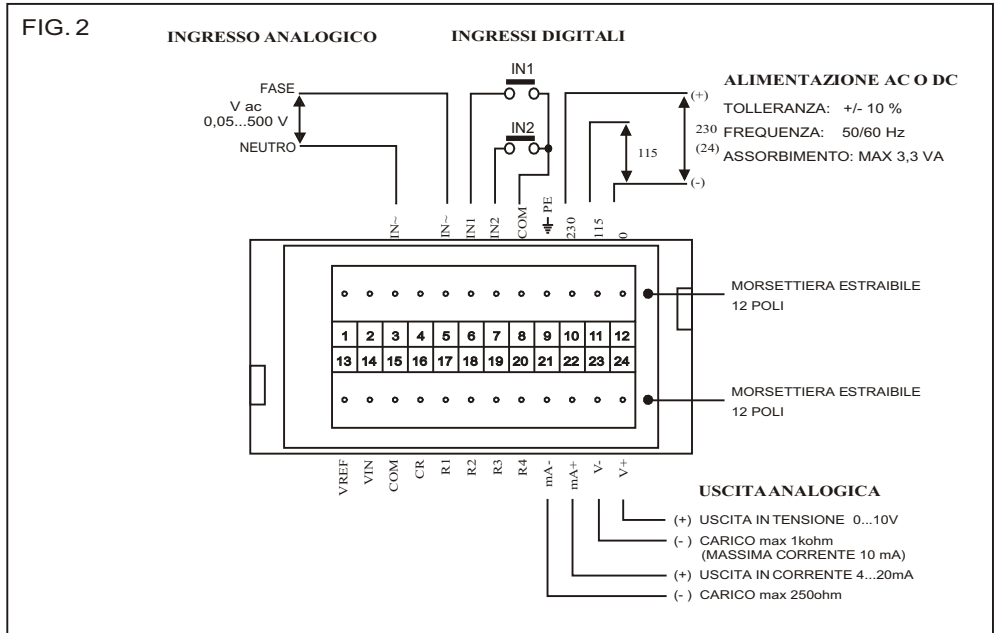 FIG. 2
INGRESSO ANALOGICO
INGRESSI DIGITALI
FASE
V ac
0,05...500 V
NEUTRO
IN1
IN2
ALIMENTAZIONE AC O DC
(+)
TOLLERANZA: +/- 10 %
230 FREQUENZA: 50/60 Hz
(24) ASSORBIMENTO: MAX 3,3 VA
115
(-)
IN~
IN~
IN1
IN2
COM
PE
230
115
0
MORSETTIERA ESTRAIBILE
12 POLI
1 2 3 4 5 6 7 8 9 10 11 12
13 14 15 16 17 18 19 20 21 22 23 24
MORSETTIERA ESTRAIBILE
12 POLI
VREF
VIN
COM
CR
R1
R2
R3
R4
mA-
mA+
V-
V+
USCITA ANALOGICA
(+) USCITA IN TENSIONE 0...10V
(-) CARICO max 1kohm
(MASSIMA CORRENTE 10 mA)
(+) USCITA IN CORRENTE 4...20mA
(-) CARICO max 250ohm